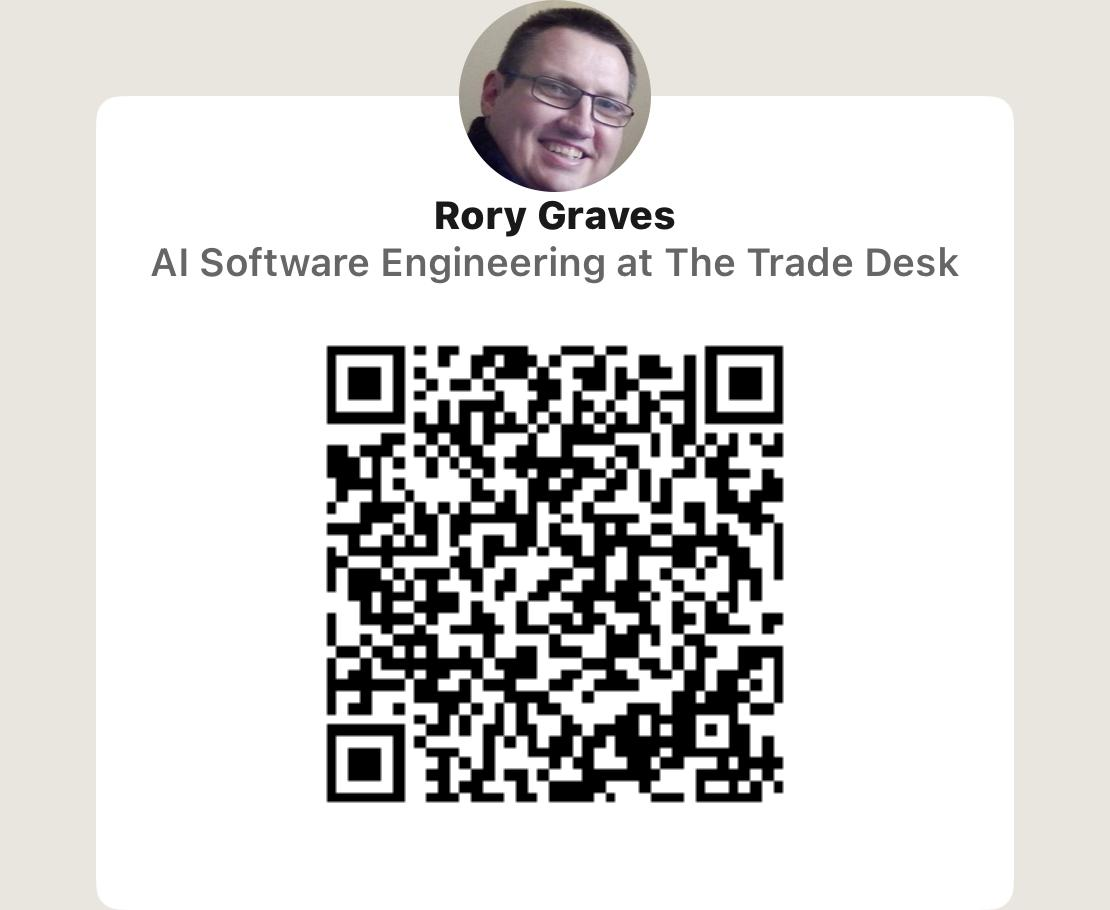 Rory Graves
AI Software Engineering at The Trade Desk